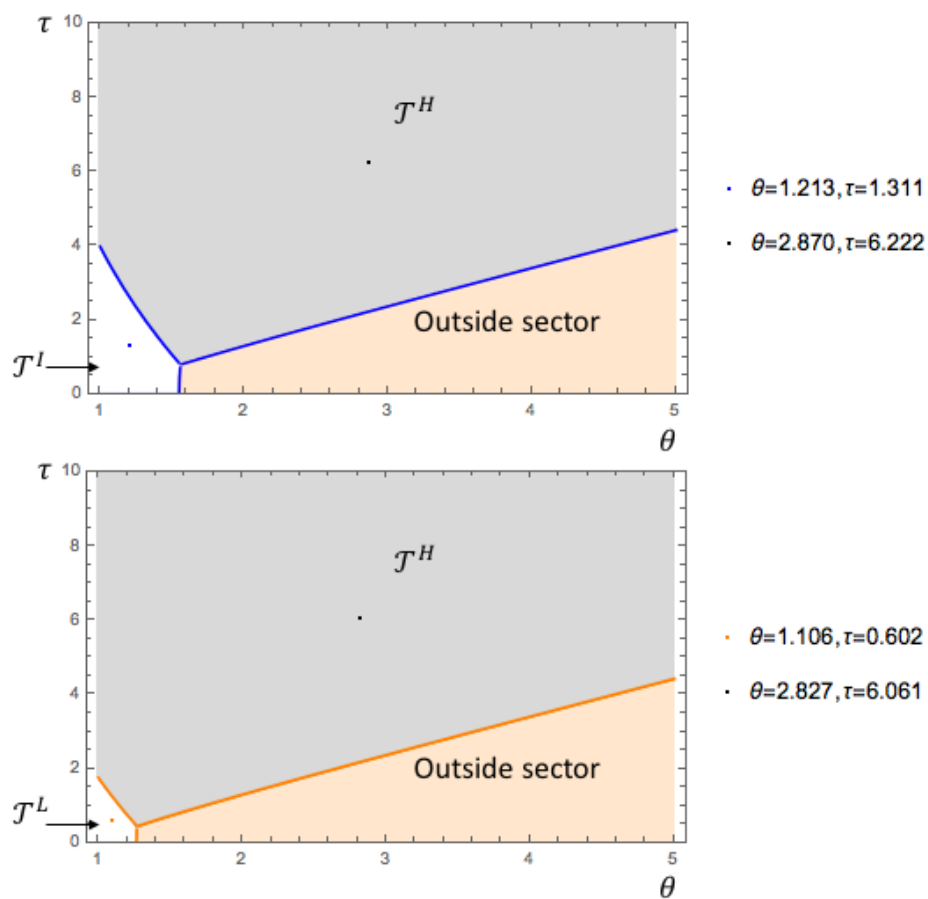 τ
10
8
6
4
2
0
𝒯^H
Outside sector
𝒯^I
1 2 3 4 5
θ
θ=1.213,τ=1.311
θ=2.870,τ=6.222
τ
10
8
6
4
2
0
𝒯^H
Outside sector
𝒯^L
1 2 3 4 5
θ
θ=1.106,τ=0.602
θ=2.827,τ=6.061